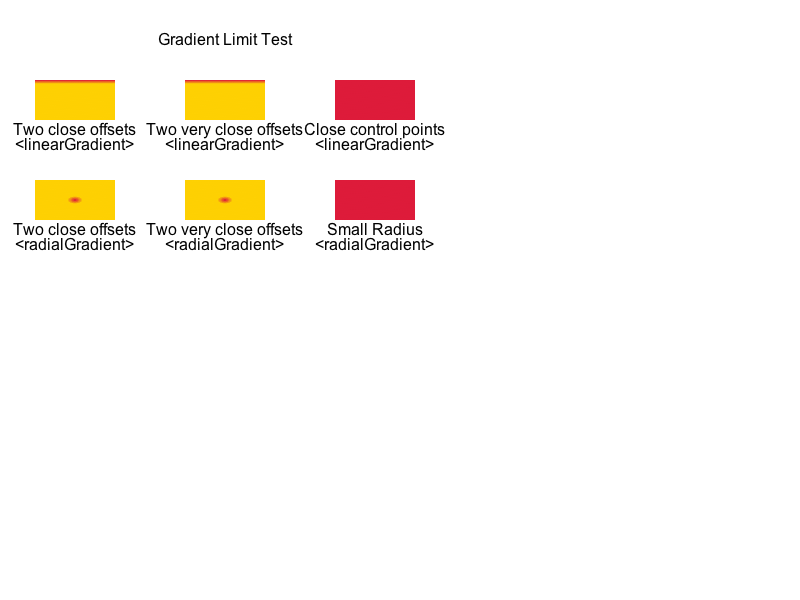 Gradient Limit Test
Two close offsets
<linearGradient>
Two very close offsets
<linearGradient>
Close control points
<linearGradient>
Two close offsets
<radialGradient>
Two very close offsets
<radialGradient>
Small Radius
<radialGradient>